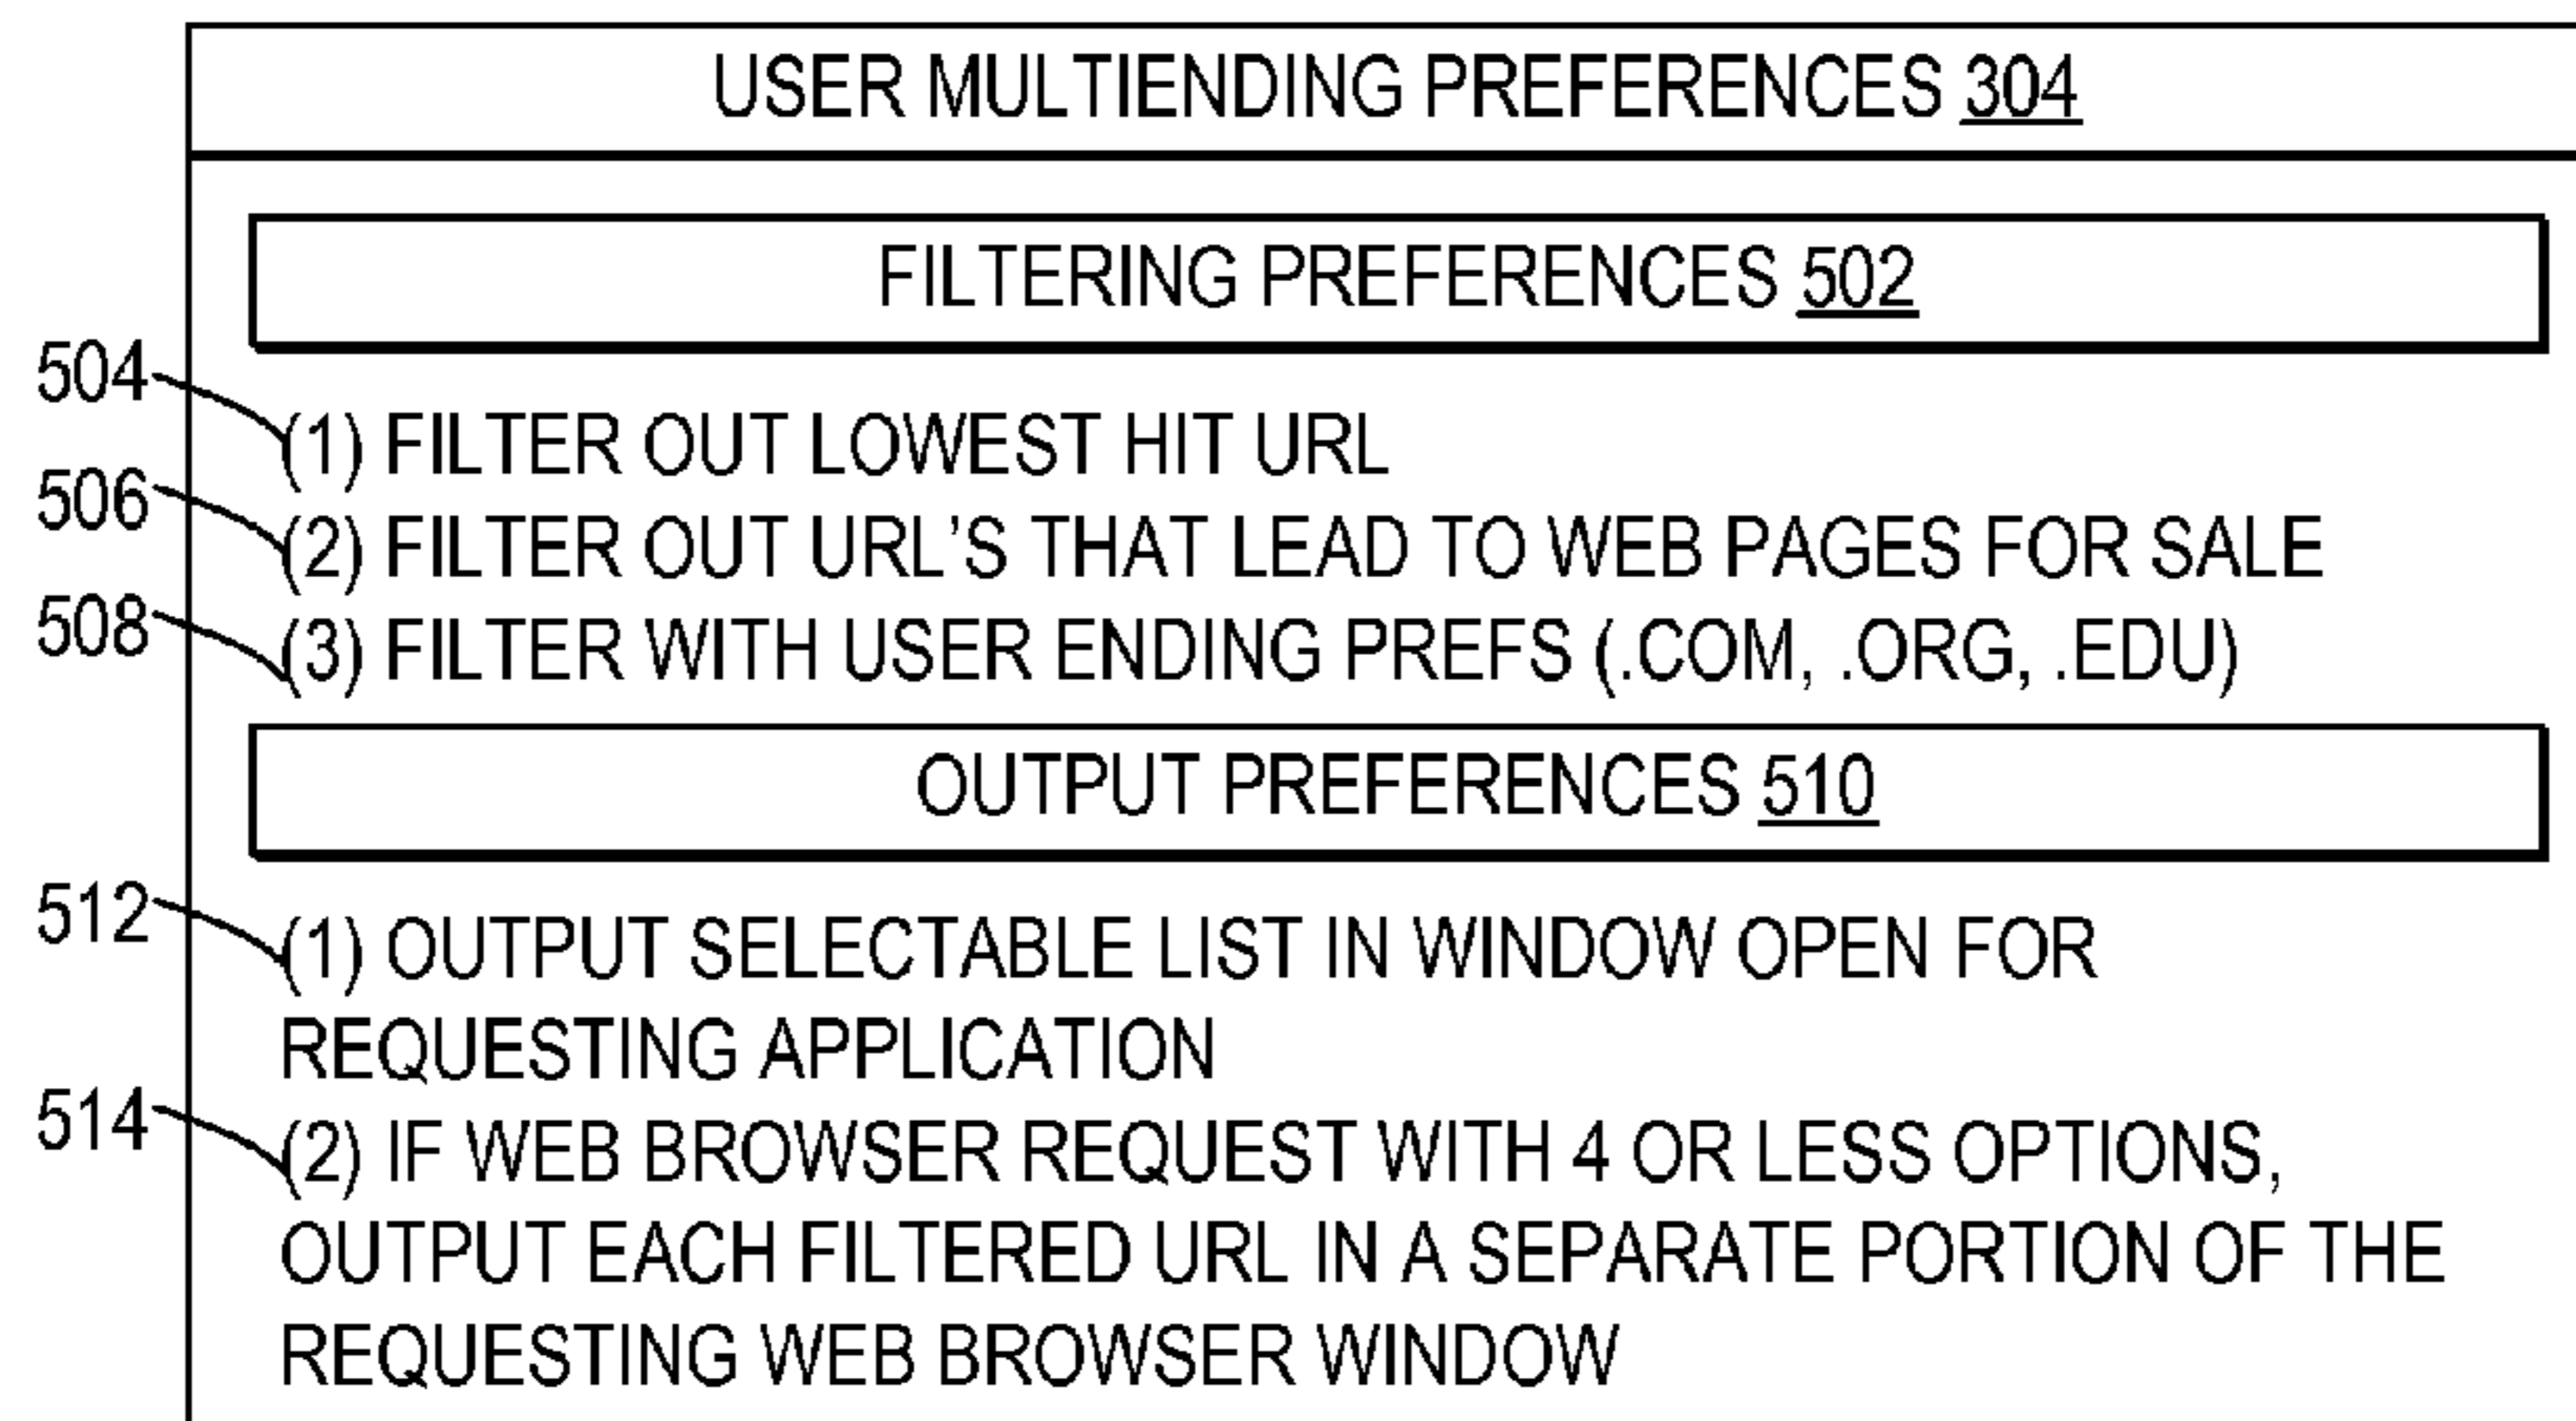 USER MULTIENDING PREFERENCES 304
FILTERING PREFERENCES 502
504
(1) FILTER OUT LOWEST HIT URL
506
(2) FILTER OUT URL'S THAT LEAD TO WEB PAGES FOR SALE
508
(3) FILTER WITH USER ENDING PREFS (.COM, .ORG, .EDU)
OUTPUT PREFERENCES 510
512
(1) OUTPUT SELECTABLE LIST IN WINDOW OPEN FOR
REQUESTING APPLICATION
514
(2) IF WEB BROWSER REQUEST WITH 4 OR LESS OPTIONS,
OUTPUT EACH FILTERED URL IN A SEPARATE PORTION OF THE
REQUESTING WEB BROWSER WINDOW